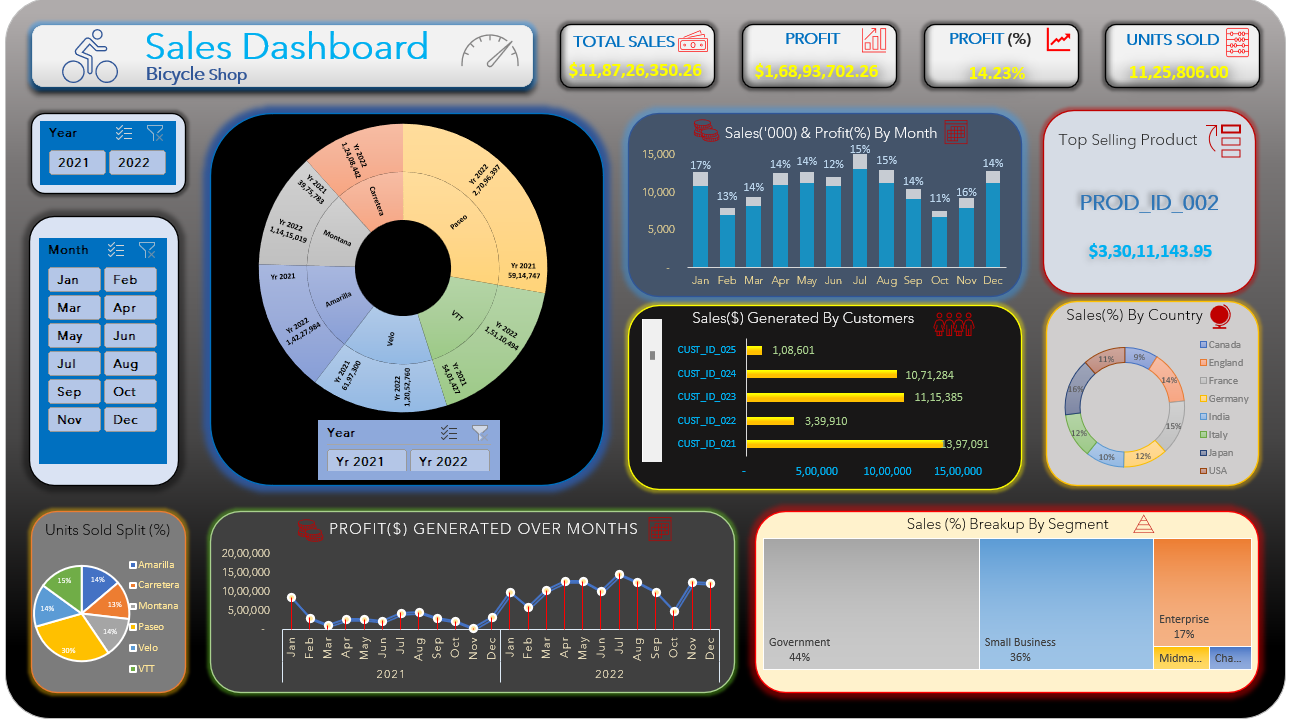 Sales Dashboard
Bicycle Shop
TOTAL SALES
$11,87,26,350.26
PROFIT
$1,68,93,702.26
PROFIT (%)
14.23%
UNITS SOLD
11,25,806.00
Year
2021 2022
Month
Jan Feb
Mar Apr
May Jun
Jul Aug
Sep Oct
Nov Dec
Paseo
Yr 2022
2,70,96,397
Yr 2021
59,14,747
VTT
Yr 2022
1,51,10,494
Yr 2021
54,01,427
Velo
Yr 2022
1,20,52,760
Yr 2021
61,97,300
Amarilla
Yr 2022
1,42,27,984
Yr 2021
Montana
Yr 2022
1,14,15,019
Yr 2021
39,75,783
Carretera
Yr 2022
1,24,08,442
Year
Yr 2021 Yr 2022
Sales('000) & Profit(%) By Month
15,000
10,000
5,000
-
17% 13% 14% 14% 14% 12% 15% 15% 14% 11% 16% 14%
Jan Feb Mar Apr May Jun Jul Aug Sep Oct Nov Dec
Top Selling Product
PROD_ID_002
$3,30,11,143.95
Sales($) Generated By Customers
CUST_ID_025 1,08,601
CUST_ID_024 10,71,284
CUST_ID_023 11,15,385
CUST_ID_022 3,39,910
CUST_ID_021 13,97,091
- 5,00,000 10,00,000 15,00,000
Sales(%) By Country
9%
14%
15%
12%
10%
12%
16%
11%
Canada
England
France
Germany
India
Italy
Japan
USA
Units Sold Split (%)
14%
13%
14%
30%
14%
15%
Amarilla
Carretera
Montana
Paseo
Velo
VTT
PROFIT($) GENERATED OVER MONTHS
20,00,000
15,00,000
10,00,000
5,00,000
-
Jan Feb Mar Apr May Jun Jul Aug Sep Oct Nov Dec Jan Feb Mar Apr May Jun Jul Aug Sep Oct Nov Dec
2021 2022
Sales (%) Breakup By Segment
Government
44%
Small Business
36%
Enterprise
17%
Midma... Cha...